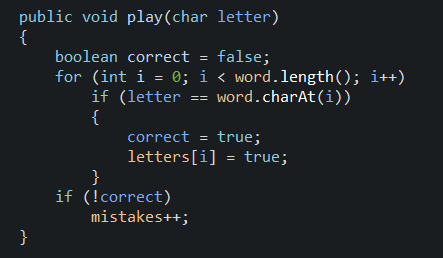 public void play(char letter)
{
    boolean correct = false;
    for (int i = 0; i < word.length(); i++)
        if (letter == word.charAt(i))
        {
            correct = true;
            letters[i] = true;
        }
    if (!correct)
        mistakes++;
}